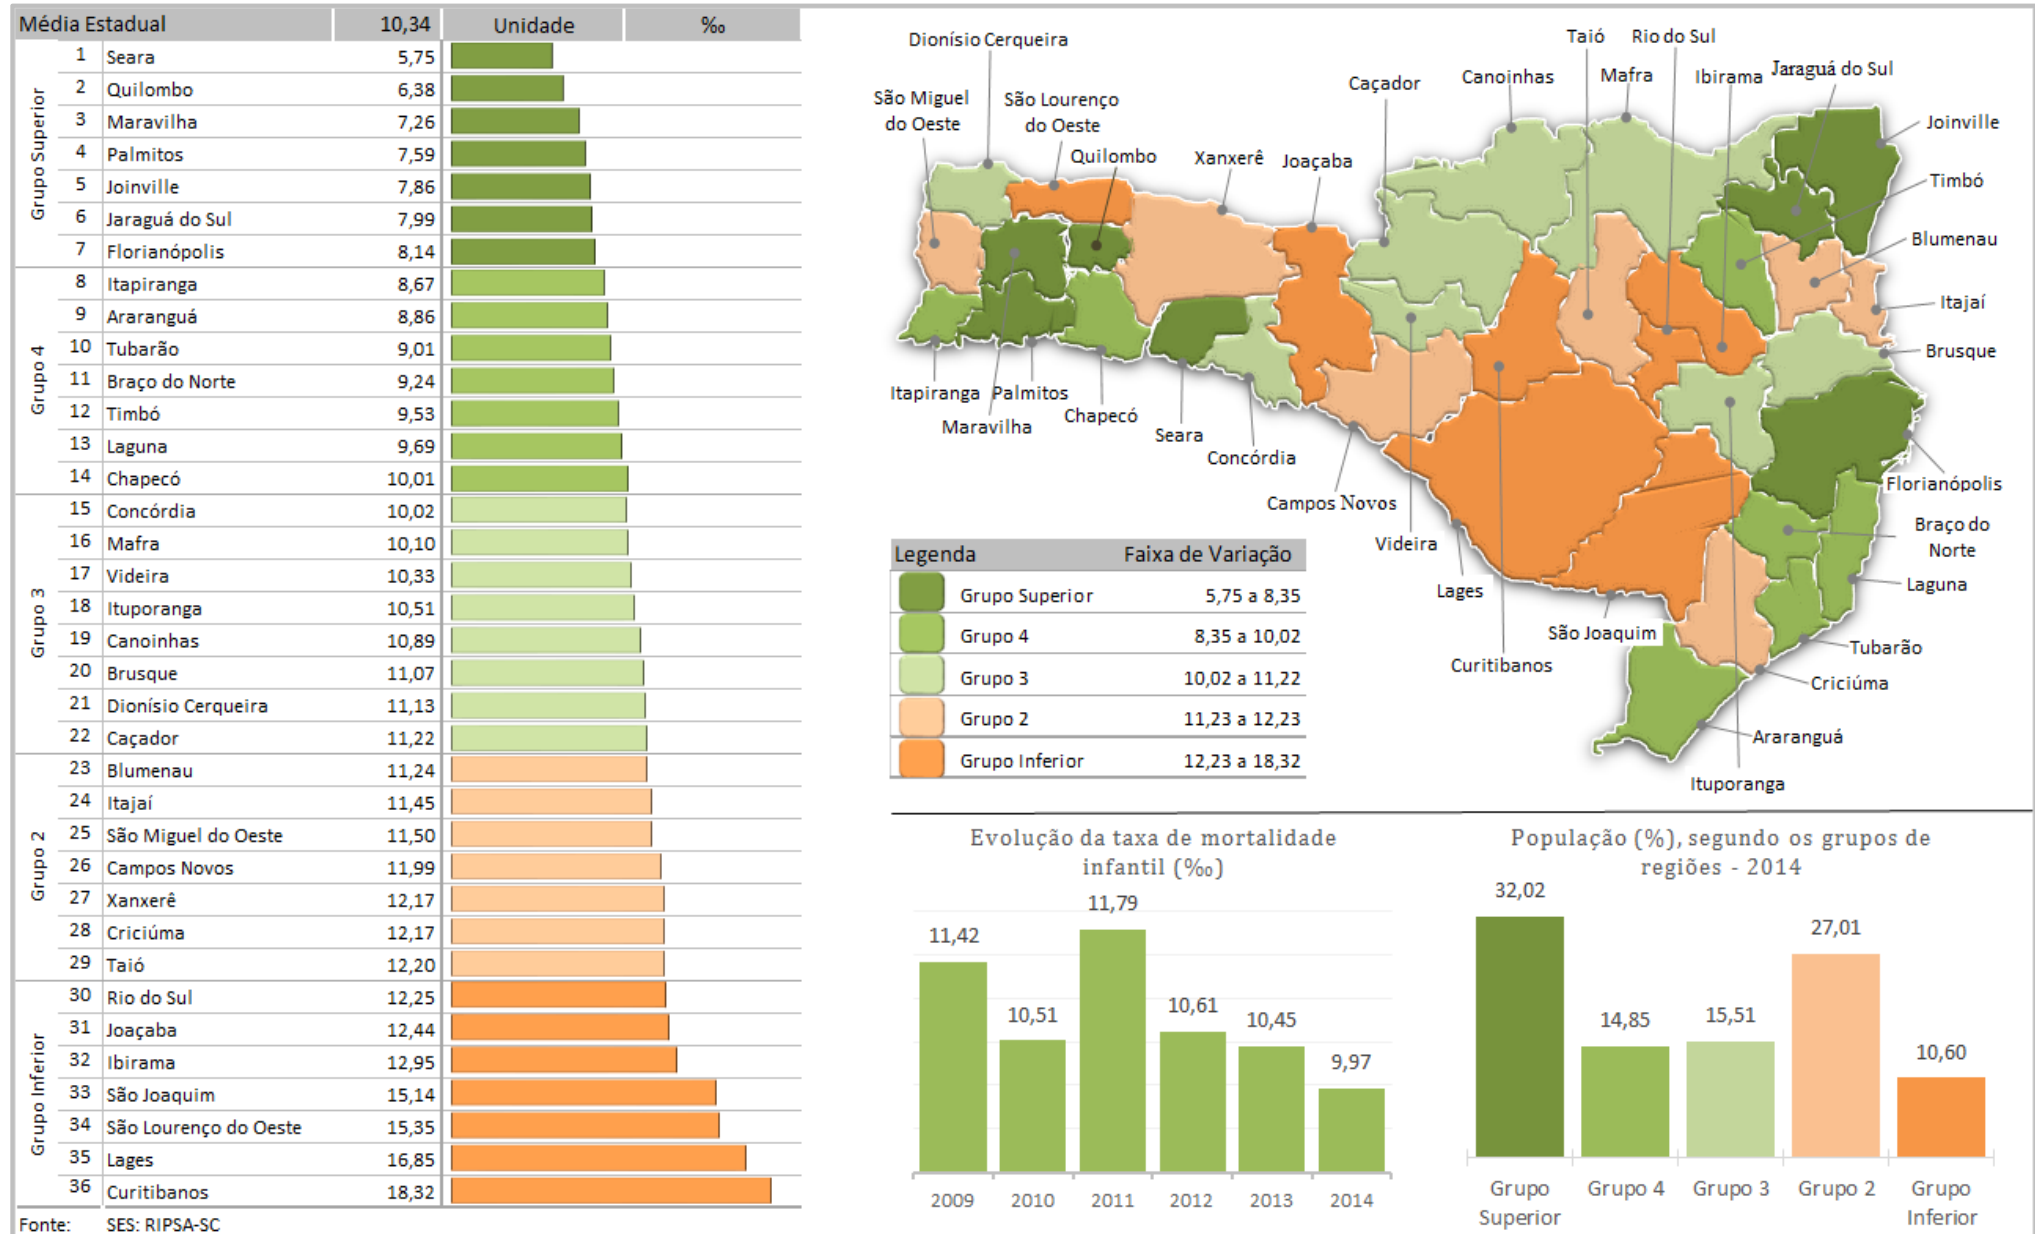 Média Estadual 10,34 Unidade ‰
Grupo Superior
1 Seara 5,75
2 Quilombo 6,38
3 Maravilha 7,26
4 Palmitos 7,59
5 Joinville 7,86
6 Jaraguá do Sul 7,99
7 Florianópolis 8,14
Grupo 4
8 Itapiranga 8,67
9 Araranguá 8,86
10 Tubarão 9,01
11 Braço do Norte 9,24
12 Timbó 9,53
13 Laguna 9,69
14 Chapecó 10,01
Grupo 3
15 Concórdia 10,02
16 Mafra 10,10
17 Videira 10,33
18 Ituporanga 10,51
19 Canoinhas 10,89
20 Brusque 11,07
21 Dionísio Cerqueira 11,13
22 Caçador 11,22
Grupo 2
23 Blumenau 11,24
24 Itajaí 11,45
25 São Miguel do Oeste 11,50
26 Campos Novos 11,99
27 Xanxerê 12,17
28 Criciúma 12,17
29 Taió 12,20
Grupo Inferior
30 Rio do Sul 12,25
31 Joaçaba 12,44
32 Ibirama 12,95
33 São Joaquim 15,14
34 São Lourenço do Oeste 15,35
35 Lages 16,85
36 Curitibanos 18,32
Fonte: SES: RIPSA-SC
Dionísio Cerqueira
São Miguel
do Oeste
São Lourenço
do Oeste
Quilombo
Xanxerê
Joaçaba
Caçador
Canoinhas
Taió
Mafra
Rio do Sul
Ibirama
Jaraguá do Sul
Joinville
Timbó
Blumenau
Itajaí
Brusque
Florianópolis
Braço do
Norte
Laguna
Tubarão
Criciúma
Araranguá
Ituporanga
São Joaquim
Curitibanos
Lages
Videira
Campos Novos
Concórdia
Seara
Chapecó
Maravilha
Palmitos
Itapiranga
Legenda Faixa de Variação
Grupo Superior 5,75 a 8,35
Grupo 4 8,35 a 10,02
Grupo 3 10,02 a 11,22
Grupo 2 11,23 a 12,23
Grupo Inferior 12,23 a 18,32
Evolução da taxa de mortalidade
infantil (‰)
11,42
10,51
11,79
10,61
10,45
9,97
2009 2010 2011 2012 2013 2014
População (%), segundo os grupos de
regiões - 2014
32,02
14,85
15,51
27,01
10,60
Grupo
Superior
Grupo 4
Grupo 3
Grupo 2
Grupo
Inferior